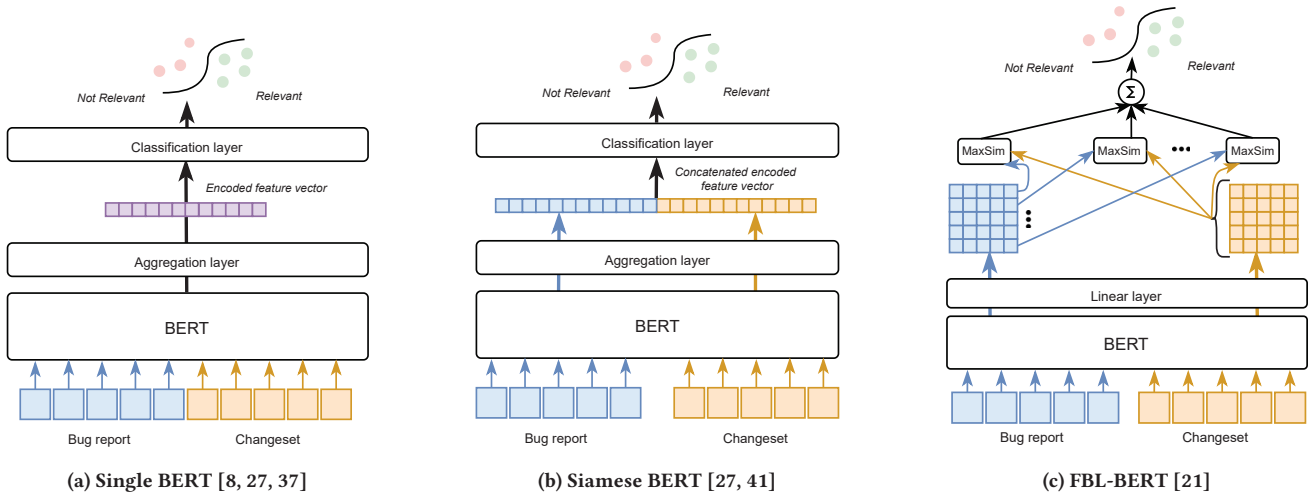 Not Relevant
Relevant
Classification layer
Encoded feature vector
Aggregation layer
BERT
Bug report
Changeset
(a) Single BERT [8, 27, 37]
Not Relevant
Relevant
Classification layer
Concatenated encoded
feature vector
Aggregation layer
BERT
Bug report
Changeset
(b) Siamese BERT [27, 41]
Not Relevant
Relevant
Σ
MaxSim
MaxSim
•••
MaxSim
•••
Linear layer
BERT
Bug report
Changeset
(c) FBL-BERT [21]